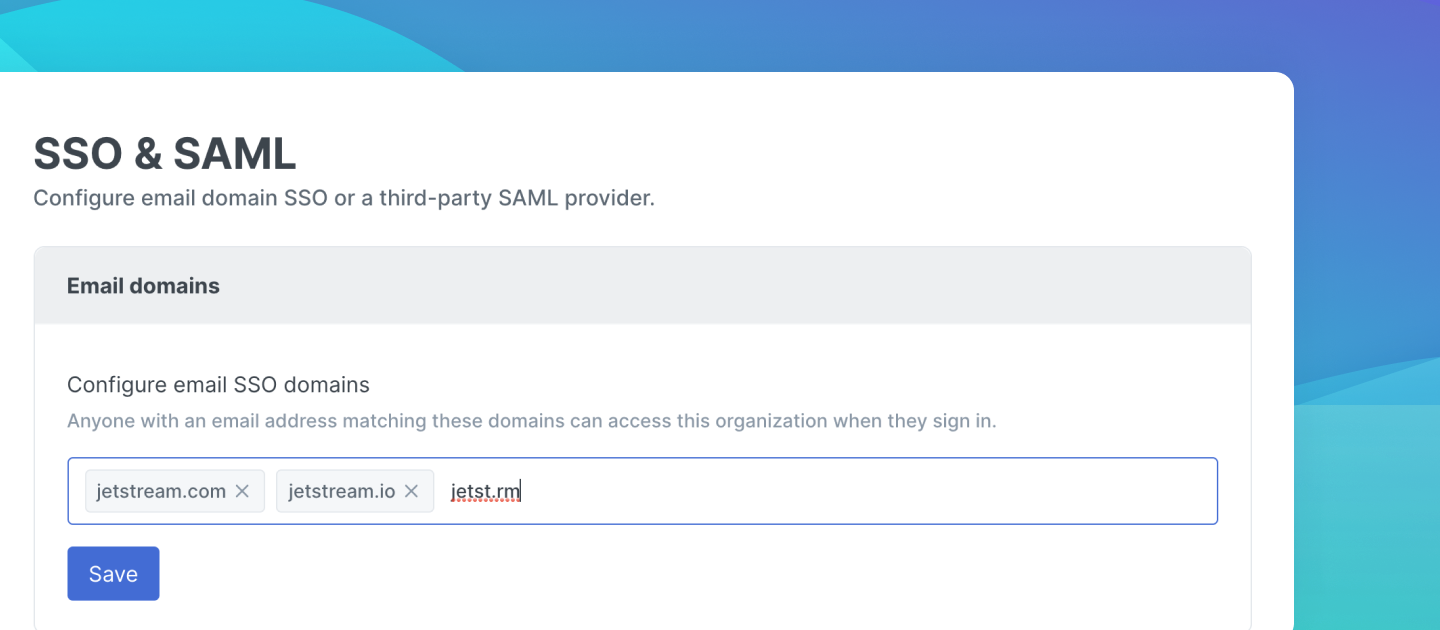 SSO & SAML
Configure email domain SSO or a third-party SAML provider.
Email domains
Configure email SSO domains
Anyone with an email address matching these domains can access this organization when they sign in.
jetstream.com jetstream.io jetst.rm
Save